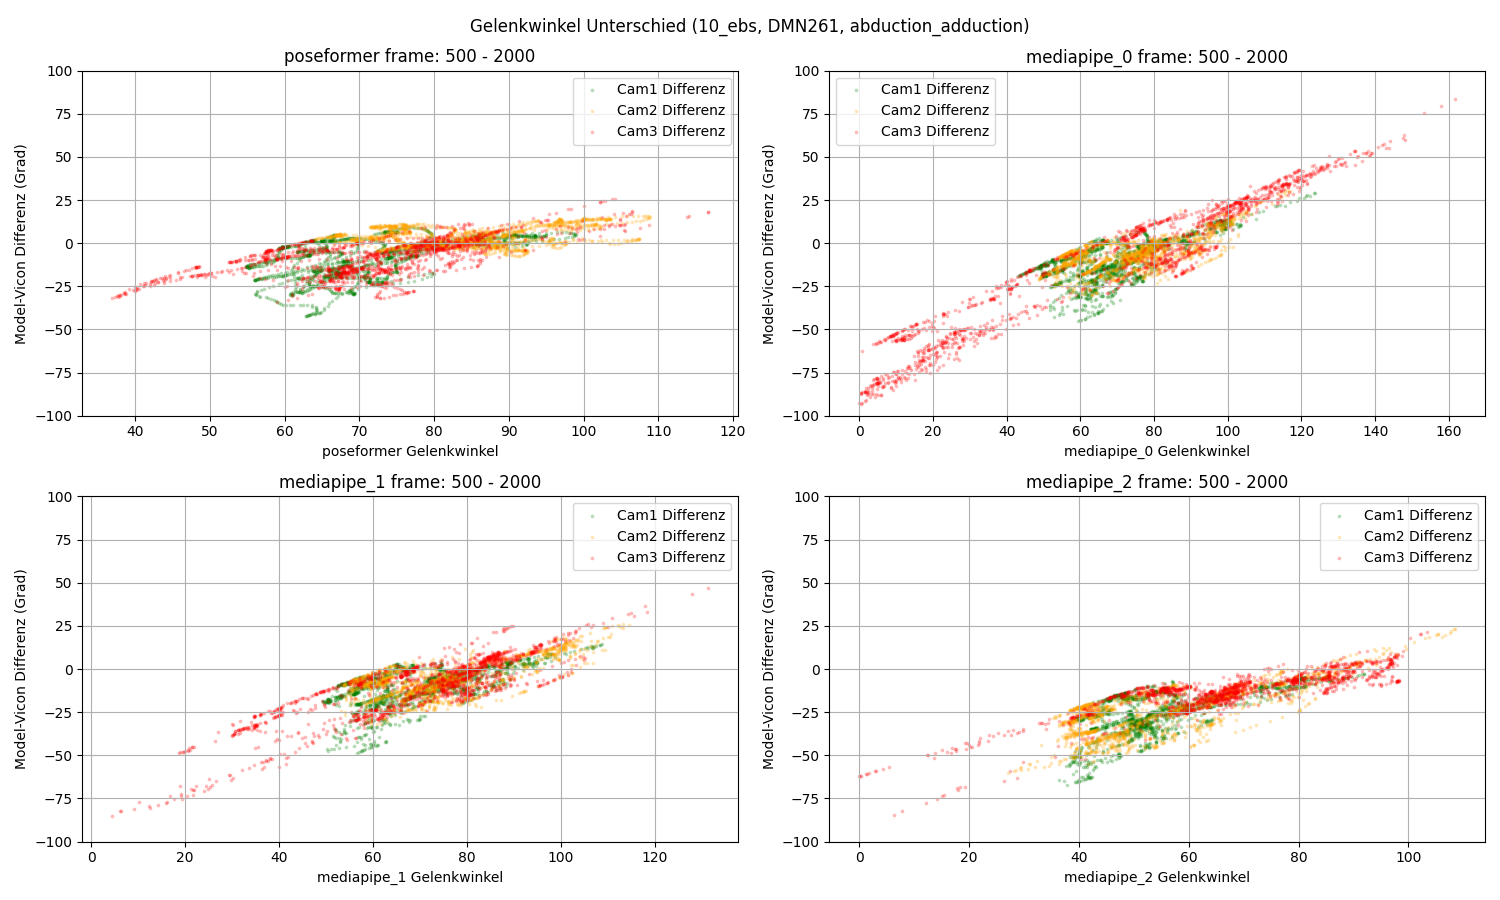 Gelenkwinkel Unterschied (10_ebs, DMN261, abduction_adduction)
poseformer frame: 500 - 2000
100
75
50
25
0
−25
−50
−75
−100
Model-Vicon Differenz (Grad)
Cam1 Differenz
Cam2 Differenz
Cam3 Differenz
40 50 60 70 80 90 100 110 120
poseformer Gelenkwinkel
mediapipe_0 frame: 500 - 2000
100
75
50
25
0
−25
−50
−75
−100
Model-Vicon Differenz (Grad)
Cam1 Differenz
Cam2 Differenz
Cam3 Differenz
0 20 40 60 80 100 120 140 160
mediapipe_0 Gelenkwinkel
mediapipe_1 frame: 500 - 2000
100
75
50
25
0
−25
−50
−75
−100
Model-Vicon Differenz (Grad)
Cam1 Differenz
Cam2 Differenz
Cam3 Differenz
0 20 40 60 80 100 120
mediapipe_1 Gelenkwinkel
mediapipe_2 frame: 500 - 2000
100
75
50
25
0
−25
−50
−75
−100
Model-Vicon Differenz (Grad)
Cam1 Differenz
Cam2 Differenz
Cam3 Differenz
0 20 40 60 80 100
mediapipe_2 Gelenkwinkel